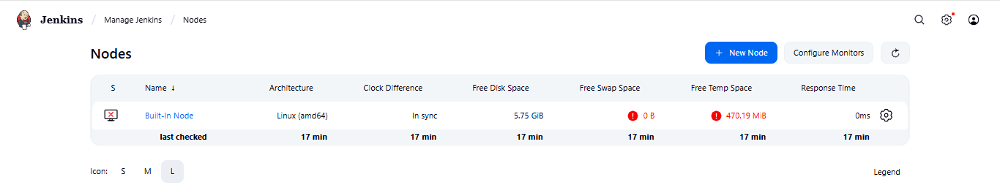 Jenkins / Manage Jenkins / Nodes
Nodes
+ New Node Configure Monitors
S Name ↓ Architecture Clock Difference Free Disk Space Free Swap Space Free Temp Space Response Time
Built-In Node Linux (amd64) In sync 5.75 GiB ! 0 B ! 470.19 MiB 0ms
last checked 17 min 17 min 17 min 17 min 17 min 17 min
Icon: S M L Legend